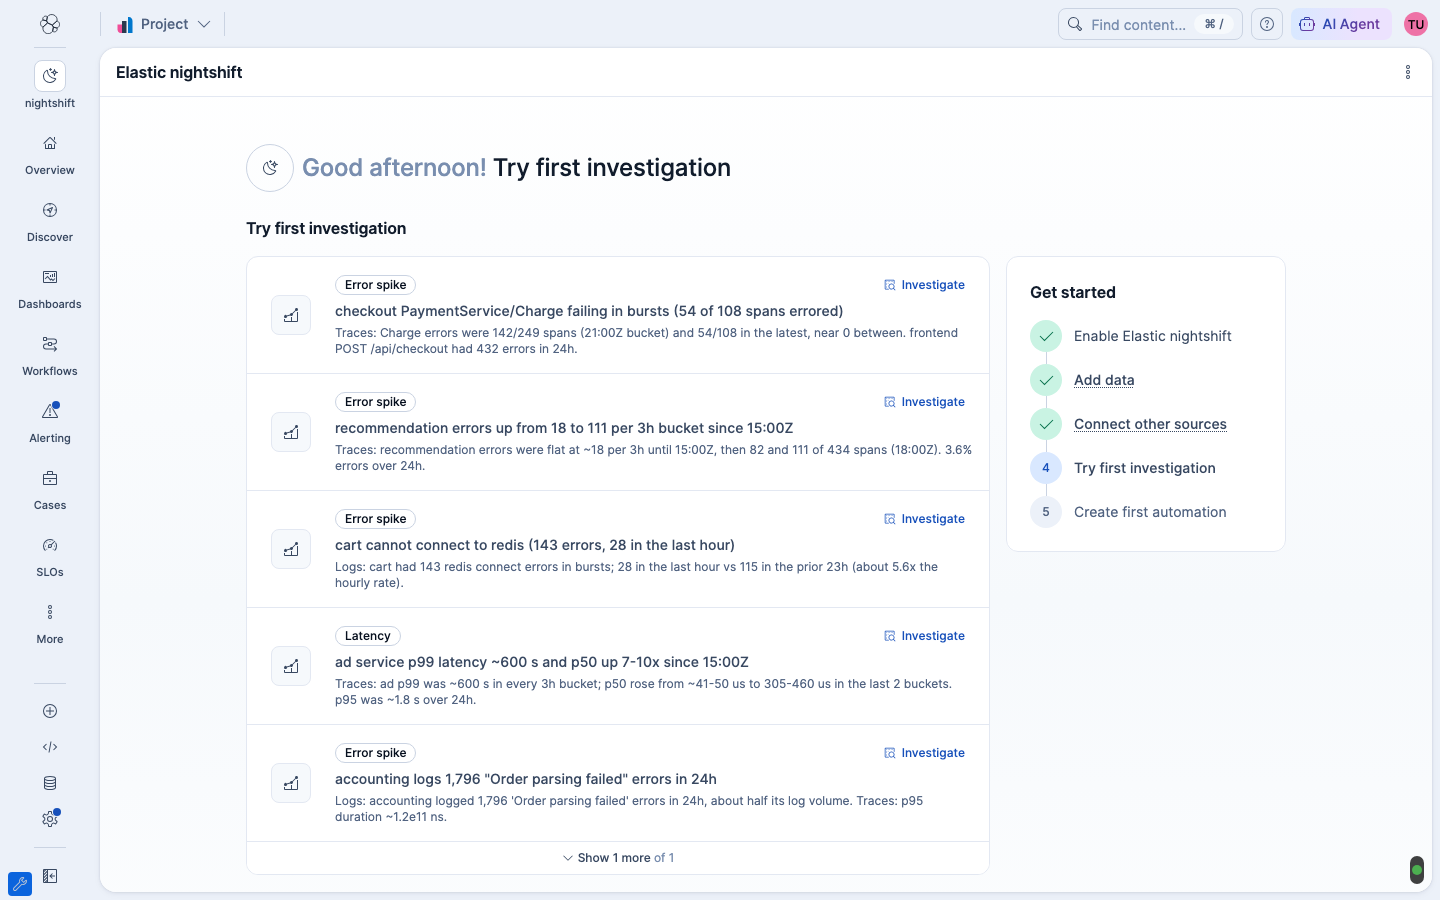 Project
Find content...
⌘ /
AI Agent
TU
nightshift
Overview
Discover
Dashboards
Workflows
Alerting
Cases
SLOs
More
Elastic nightshift
Good afternoon! Try first investigation
Try first investigation
Error spike
Investigate
checkout PaymentService/Charge failing in bursts (54 of 108 spans errored)
Traces: Charge errors were 142/249 spans (21:00Z bucket) and 54/108 in the latest, near 0 between. frontend
POST /api/checkout had 432 errors in 24h.
Error spike
Investigate
recommendation errors up from 18 to 111 per 3h bucket since 15:00Z
Traces: recommendation errors were flat at ~18 per 3h until 15:00Z, then 82 and 111 of 434 spans (18:00Z). 3.6%
errors over 24h.
Error spike
Investigate
cart cannot connect to redis (143 errors, 28 in the last hour)
Logs: cart had 143 redis connect errors in bursts; 28 in the last hour vs 115 in the prior 23h (about 5.6x the
hourly rate).
Latency
Investigate
ad service p99 latency ~600 s and p50 up 7-10x since 15:00Z
Traces: ad p99 was ~600 s in every 3h bucket; p50 rose from ~41-50 us to 305-460 us in the last 2 buckets.
p95 was ~1.8 s over 24h.
Error spike
Investigate
accounting logs 1,796 "Order parsing failed" errors in 24h
Logs: accounting logged 1,796 'Order parsing failed' errors in 24h, about half its log volume. Traces: p95
duration ~1.2e11 ns.
Show 1 more of 1
Get started
Enable Elastic nightshift
Add data
Connect other sources
4 Try first investigation
5 Create first automation